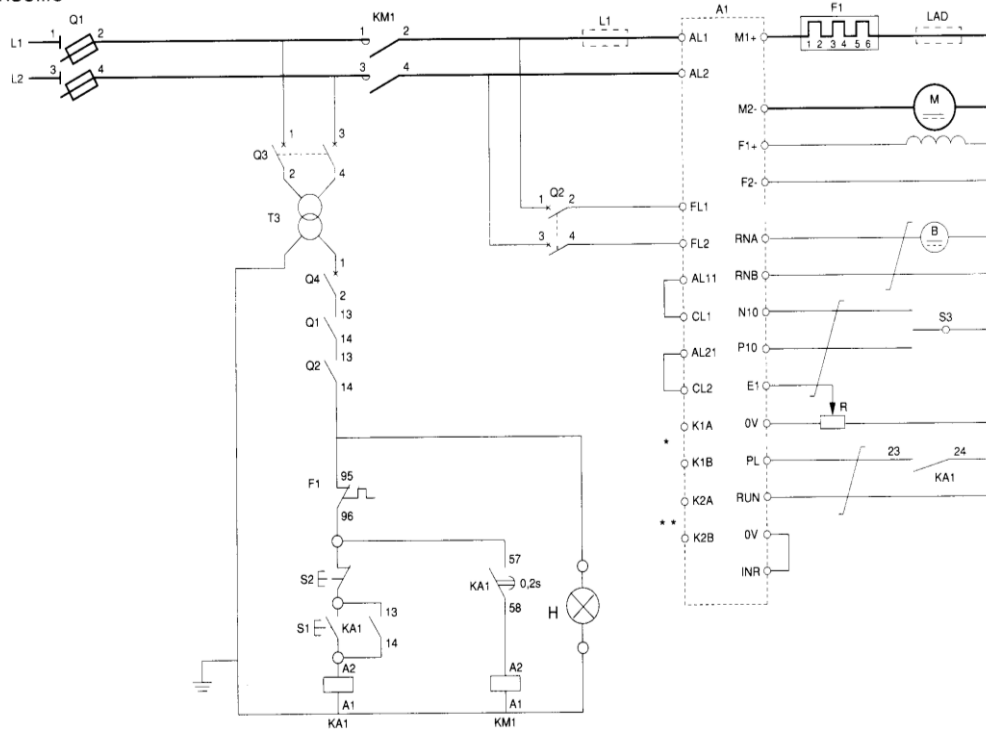 Q1 KM1 L1 A1 F1 LAD
L1 1 2 1 2 AL1 M1+ 1 2 3 4 5 6
L2 3 4 3 4 AL2
M2- M
F1+
1 3
Q3
2 4
F2-
Q2
1 2 FL1
T3
RNA B
3 4 FL2
1
Q4
2
AL11 RNB
13
Q1
14
CL1 N10 S3
13
Q2
14
AL21 P10
CL2 E1
R
K1A 0V
*
K1B PL 23 24
KA1
95
F1
96
K2A RUN
* *
K2B 0V
INR
57
S2 KA1 0,2s
58
H
13
S1 KA1
14
A2 A2
A1 A1
KA1 KM1